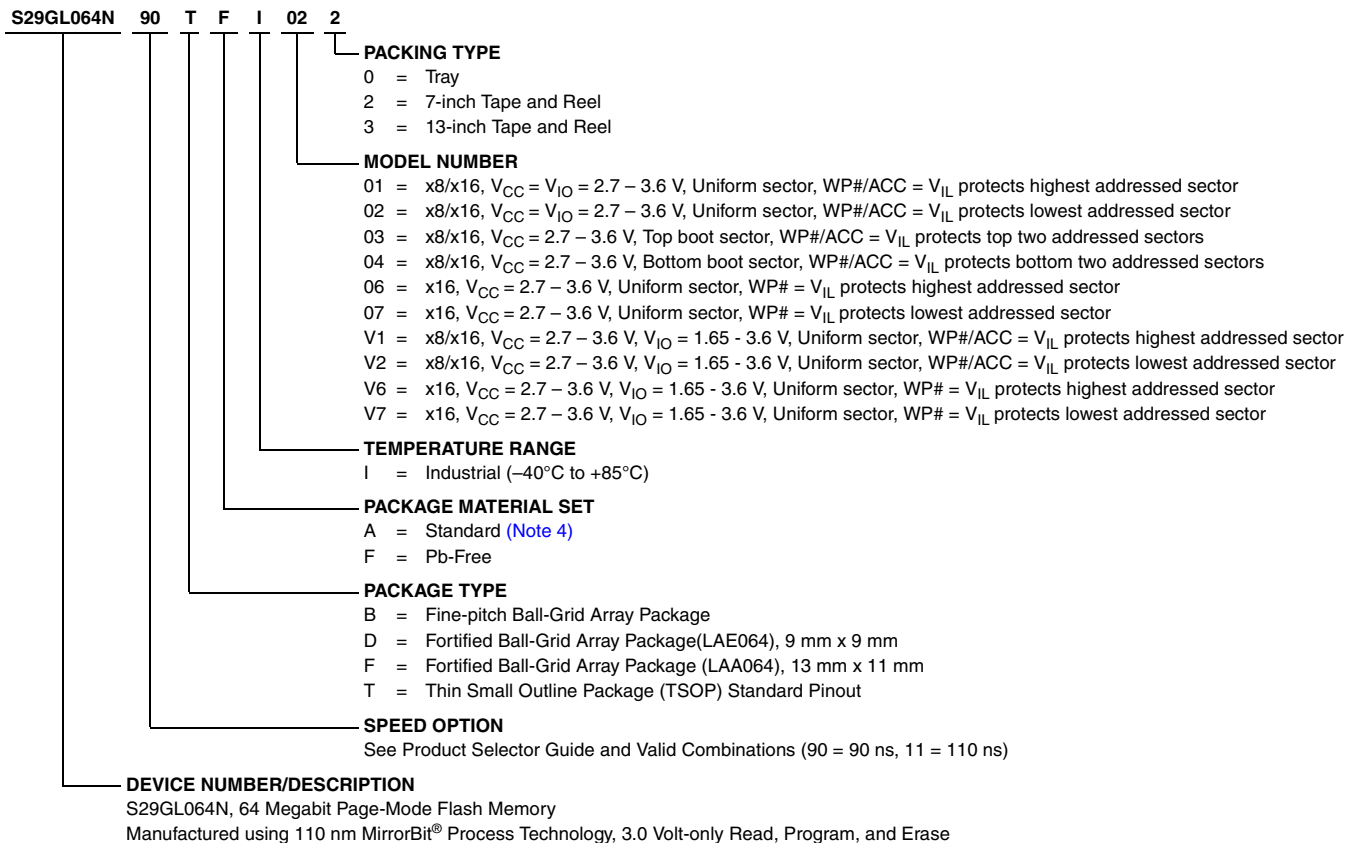 S29GL064N 90 T F I 02 2
PACKING TYPE
0 = Tray
2 = 7-inch Tape and Reel
3 = 13-inch Tape and Reel
MODEL NUMBER
01 = x8/x16, VCC = VIO = 2.7 – 3.6 V, Uniform sector, WP#/ACC = VIL protects highest addressed sector
02 = x8/x16, VCC = VIO = 2.7 – 3.6 V, Uniform sector, WP#/ACC = VIL protects lowest addressed sector
03 = x8/x16, VCC = 2.7 – 3.6 V, Top boot sector, WP#/ACC = VIL protects top two addressed sectors
04 = x8/x16, VCC = 2.7 – 3.6 V, Bottom boot sector, WP#/ACC = VIL protects bottom two addressed sectors
06 = x16, VCC = 2.7 – 3.6 V, Uniform sector, WP# = VIL protects highest addressed sector
07 = x16, VCC = 2.7 – 3.6 V, Uniform sector, WP# = VIL protects lowest addressed sector
V1 = x8/x16, VCC = 2.7 – 3.6 V, VIO = 1.65 - 3.6 V, Uniform sector, WP#/ACC = VIL protects highest addressed sector
V2 = x8/x16, VCC = 2.7 – 3.6 V, VIO = 1.65 - 3.6 V, Uniform sector, WP#/ACC = VIL protects lowest addressed sector
V6 = x16, VCC = 2.7 – 3.6 V, VIO = 1.65 - 3.6 V, Uniform sector, WP# = VIL protects highest addressed sector
V7 = x16, VCC = 2.7 – 3.6 V, VIO = 1.65 - 3.6 V, Uniform sector, WP# = VIL protects lowest addressed sector
TEMPERATURE RANGE
I = Industrial (–40°C to +85°C)
PACKAGE MATERIAL SET
A = Standard (Note 4)
F = Pb-Free
PACKAGE TYPE
B = Fine-pitch Ball-Grid Array Package
D = Fortified Ball-Grid Array Package(LAE064), 9 mm x 9 mm
F = Fortified Ball-Grid Array Package (LAA064), 13 mm x 11 mm
T = Thin Small Outline Package (TSOP) Standard Pinout
SPEED OPTION
See Product Selector Guide and Valid Combinations (90 = 90 ns, 11 = 110 ns)
DEVICE NUMBER/DESCRIPTION
S29GL064N, 64 Megabit Page-Mode Flash Memory
Manufactured using 110 nm MirrorBit® Process Technology, 3.0 Volt-only Read, Program, and Erase